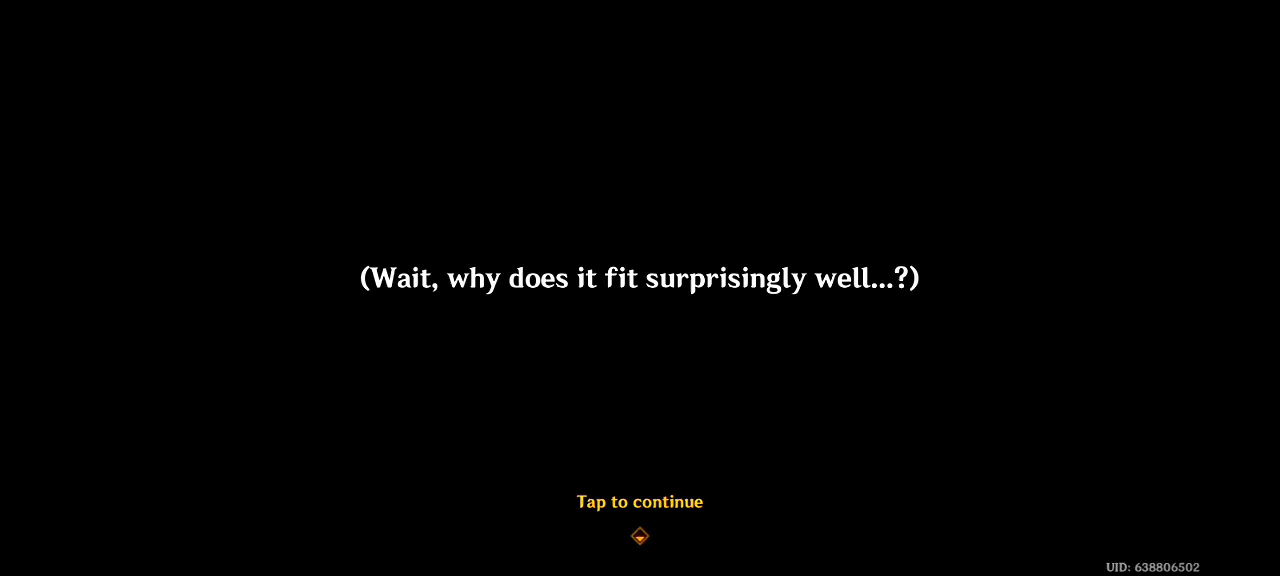 (Wait, why does it fit surprisingly well...?)
Tap to continue
UID: 638806502